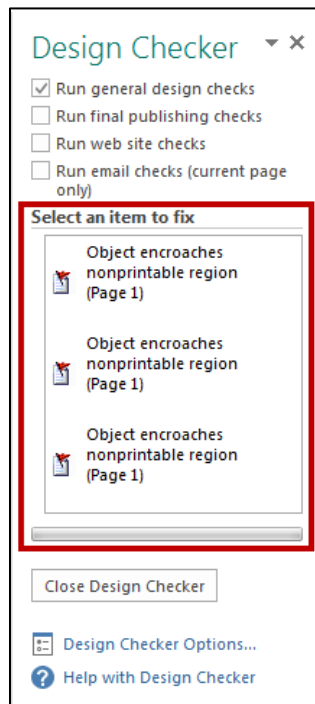 Design Checker
Run general design checks
Run final publishing checks
Run web site checks
Run email checks (current page
only)
Select an item to fix
Object encroaches
nonprintable region
(Page 1)
Object encroaches
nonprintable region
(Page 1)
Object encroaches
nonprintable region
(Page 1)
Close Design Checker
Design Checker Options...
Help with Design Checker